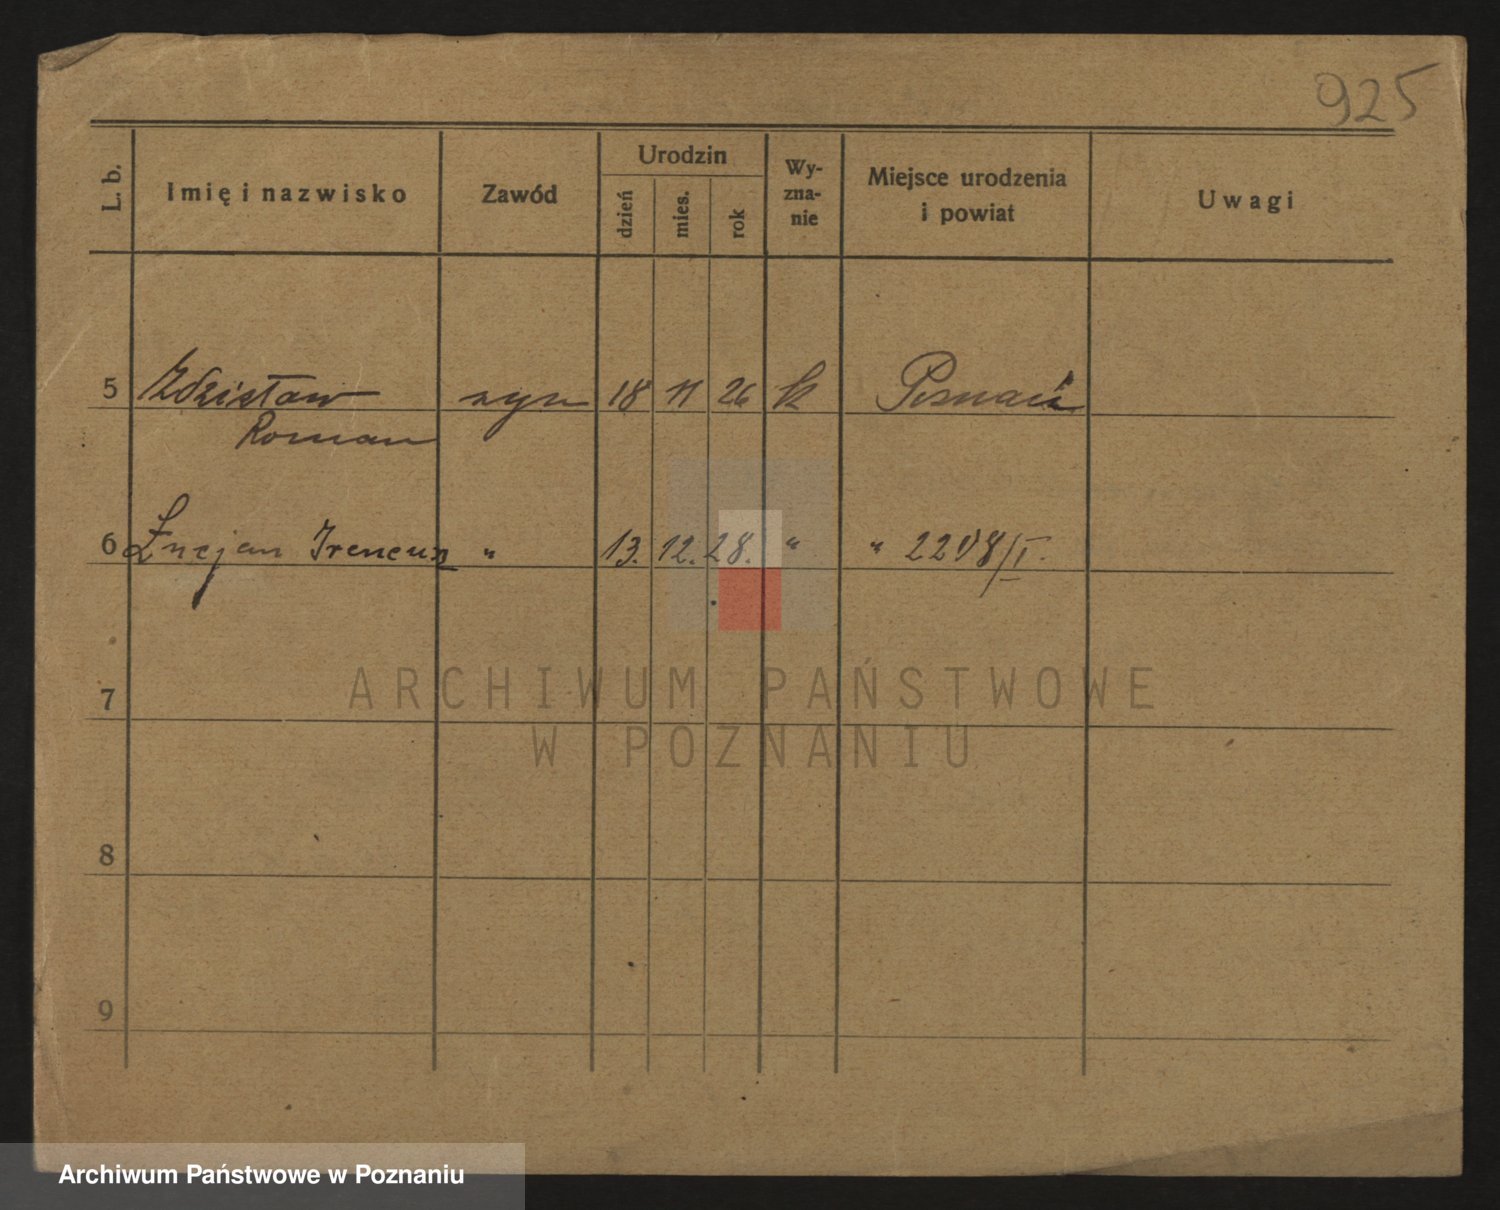 925
L. b. Imię i nazwisko Zawód Urodzin dzień mies. rok Wy-zna-nie Miejsce urodzenia i powiat Uwagi
5 Zdzisław syn 18 11 26 k Poznań
Roman
6 Łucjan Ireneusz " 13. 12. 28. " " 2208/I.
7
ARCHIWUM PAŃSTWOWE
W POZNANIU
8
9
Archiwum Państwowe w Poznaniu